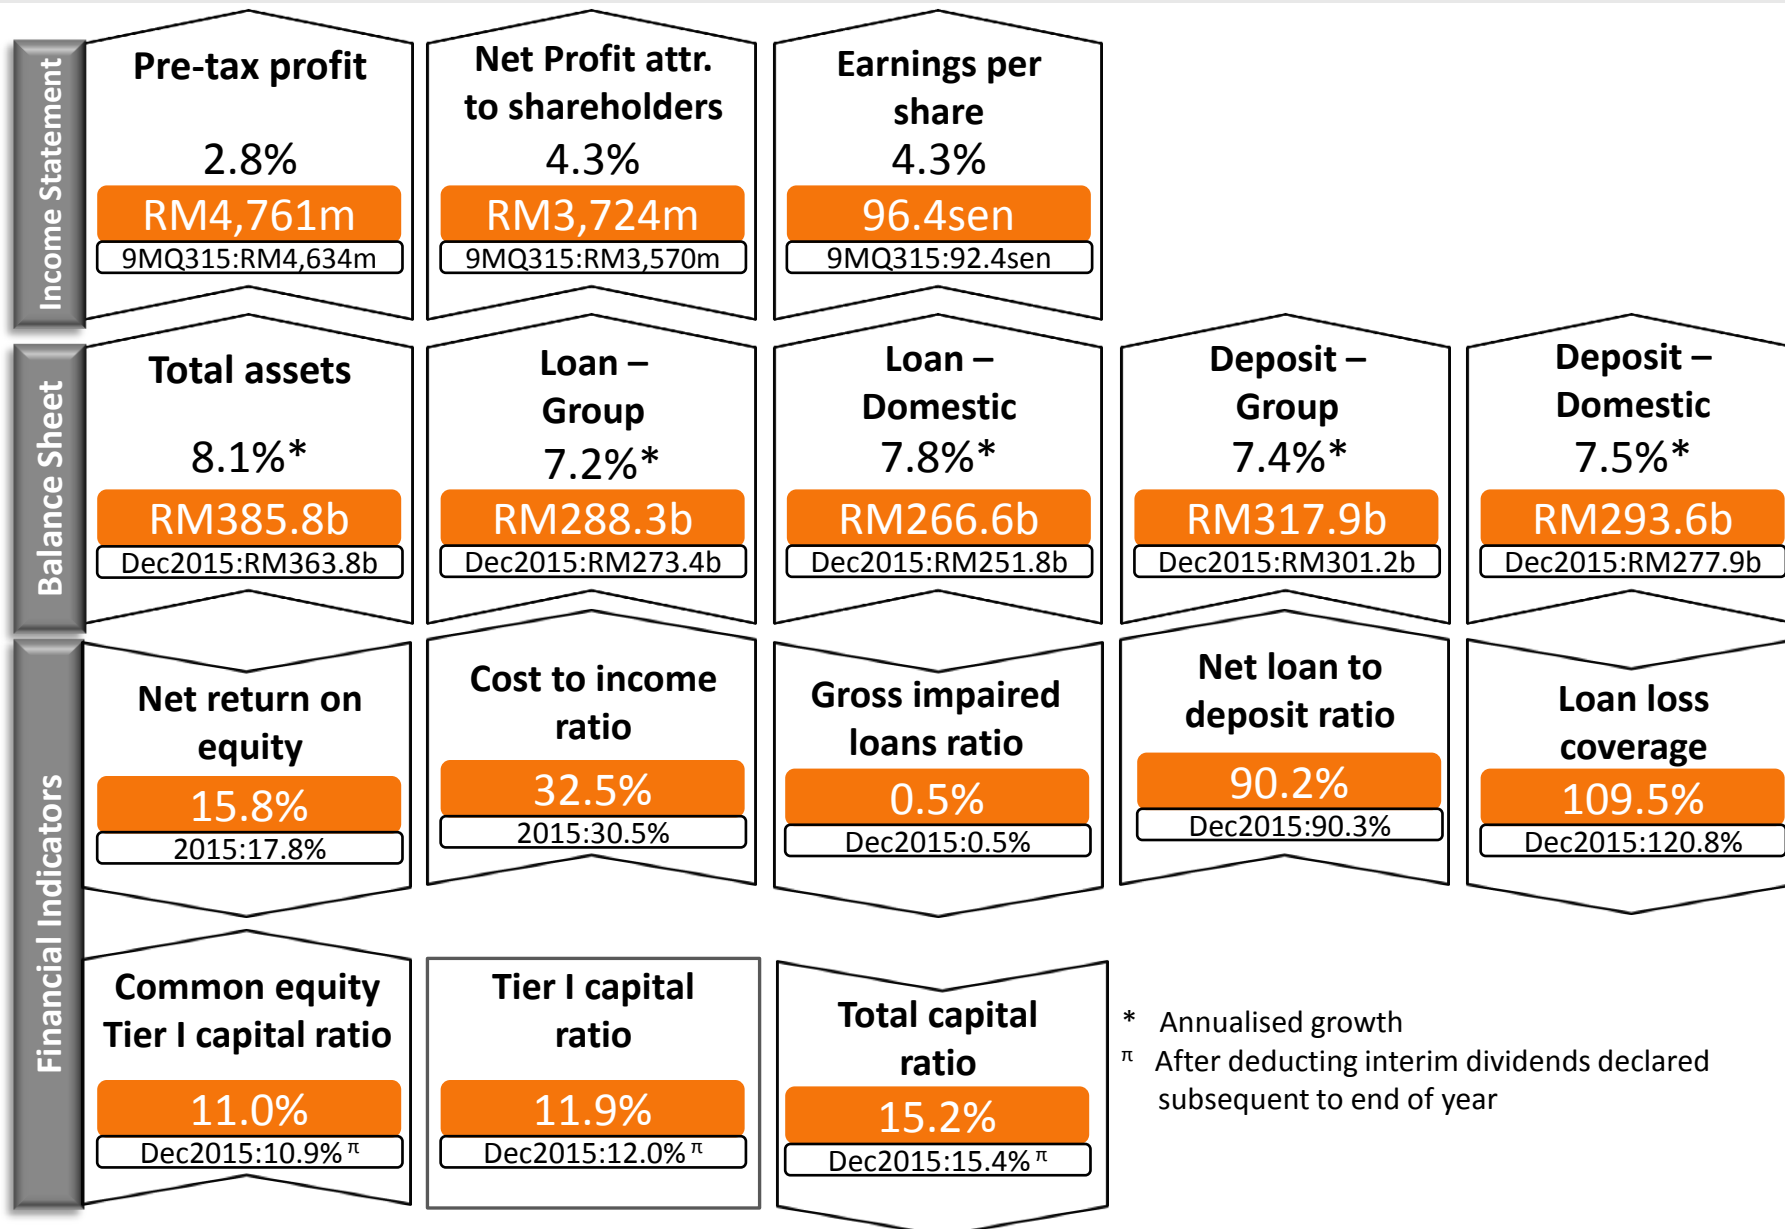 Income Statement
Pre-tax profit
2.8%
RM4,761m
9MQ315:RM4,634m
Net Profit attr.
to shareholders
4.3%
RM3,724m
9MQ315:RM3,570m
Earnings per
share
4.3%
96.4sen
9MQ315:92.4sen
Balance Sheet
Total assets
8.1%*
RM385.8b
Dec2015:RM363.8b
Loan –
Group
7.2%*
RM288.3b
Dec2015:RM273.4b
Loan –
Domestic
7.8%*
RM266.6b
Dec2015:RM251.8b
Deposit –
Group
7.4%*
RM317.9b
Dec2015:RM301.2b
Deposit –
Domestic
7.5%*
RM293.6b
Dec2015:RM277.9b
Financial Indicators
Net return on
equity
15.8%
2015:17.8%
Cost to income
ratio
32.5%
2015:30.5%
Gross impaired
loans ratio
0.5%
Dec2015:0.5%
Net loan to
deposit ratio
90.2%
Dec2015:90.3%
Loan loss
coverage
109.5%
Dec2015:120.8%
Common equity
Tier I capital ratio
11.0%
Dec2015:10.9% π
Tier I capital
ratio
11.9%
Dec2015:12.0% π
Total capital
ratio
15.2%
Dec2015:15.4% π
* Annualised growth
π After deducting interim dividends declared
subsequent to end of year